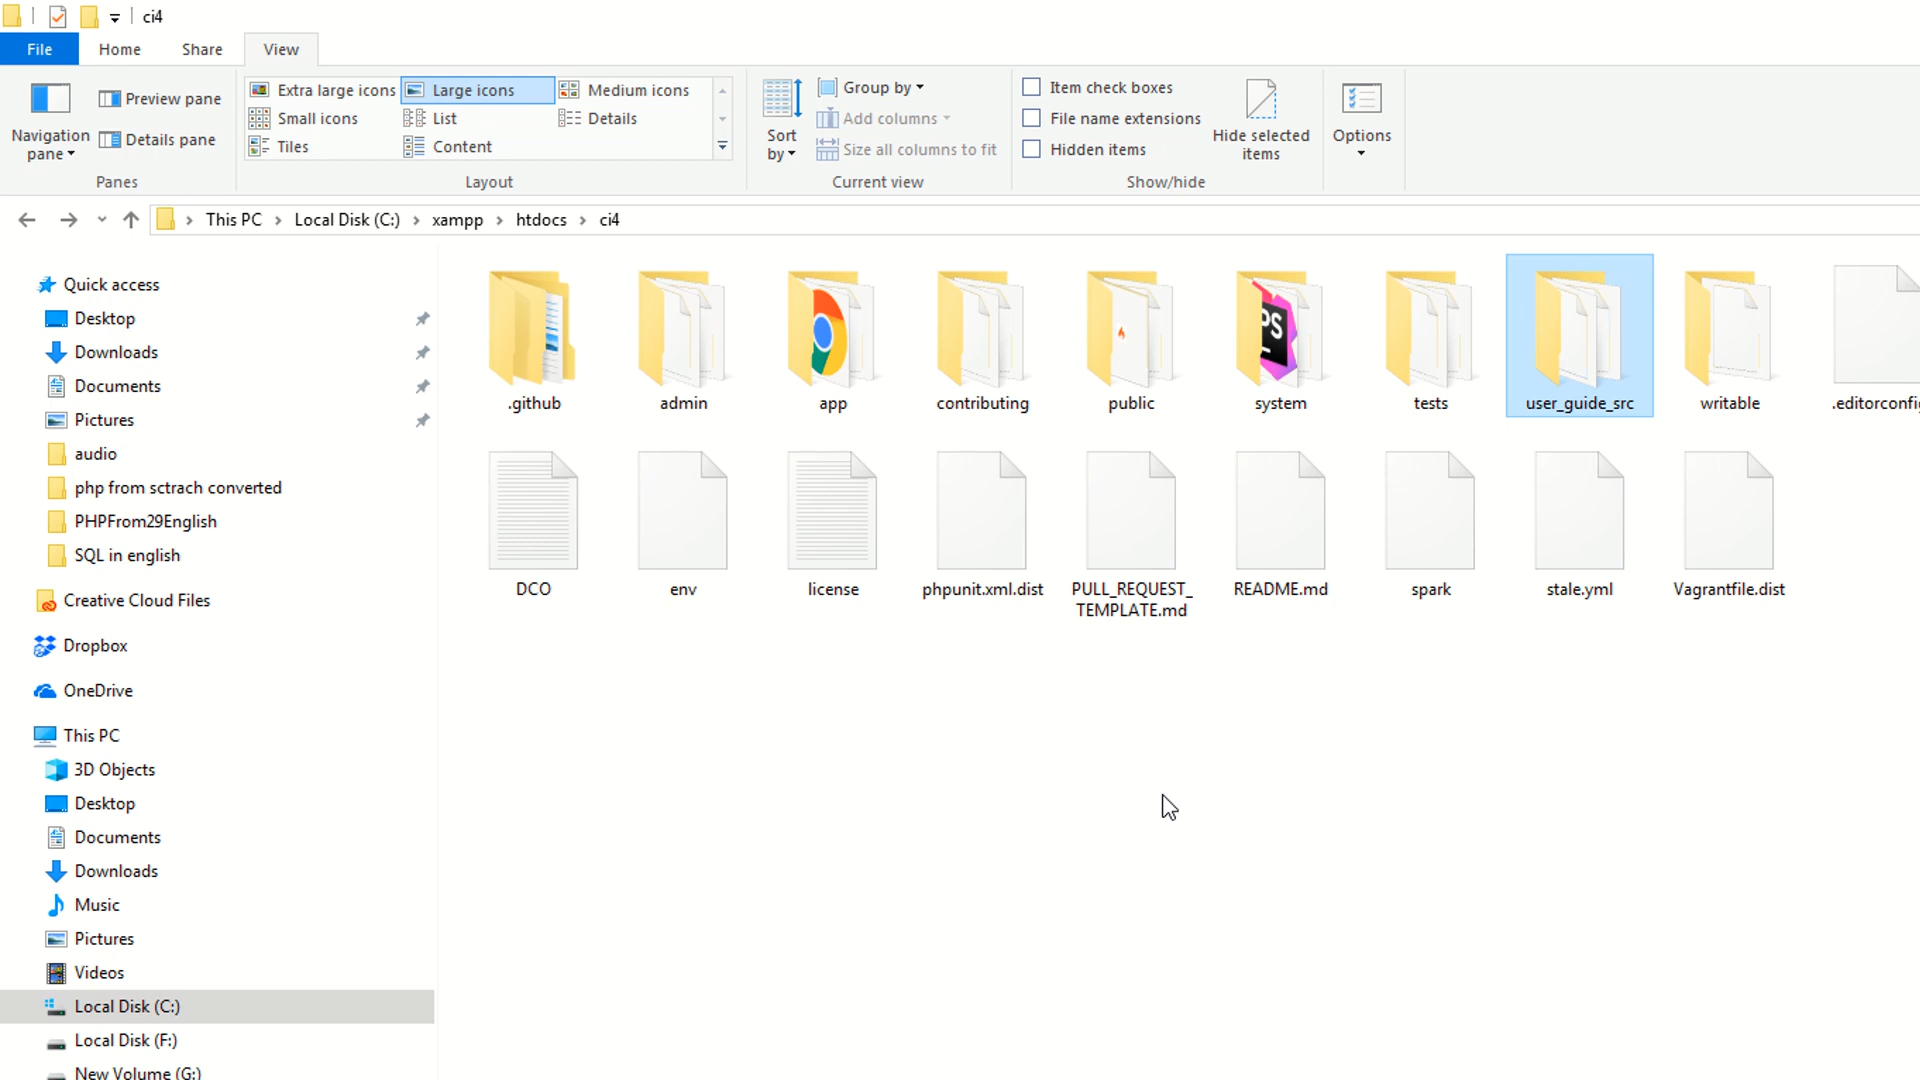 ci4
File Home Share View
Navigation pane
Preview pane
Details pane
Panes
Extra large icons Large icons Medium icons
Small icons List Details
Tiles Content
Layout
Sort by
Group by
Add columns
Size all columns to fit
Current view
Item check boxes
File name extensions
Hidden items
Hide selected items
Show/hide
Options
This PC > Local Disk (C:) > xampp > htdocs > ci4
Quick access
Desktop
Downloads
Documents
Pictures
audio
php from sctrach converted
PHPFrom29English
SQL in english
Creative Cloud Files
Dropbox
OneDrive
This PC
3D Objects
Desktop
Documents
Downloads
Music
Pictures
Videos
Local Disk (C:)
Local Disk (F:)
New Volume (G:)
PS
.github admin app contributing public system tests user_guide_src writable
DCO env license phpunit.xml.dist PULL_REQUEST_ README.md spark stale.yml Vagrantfile.dist
TEMPLATE.md